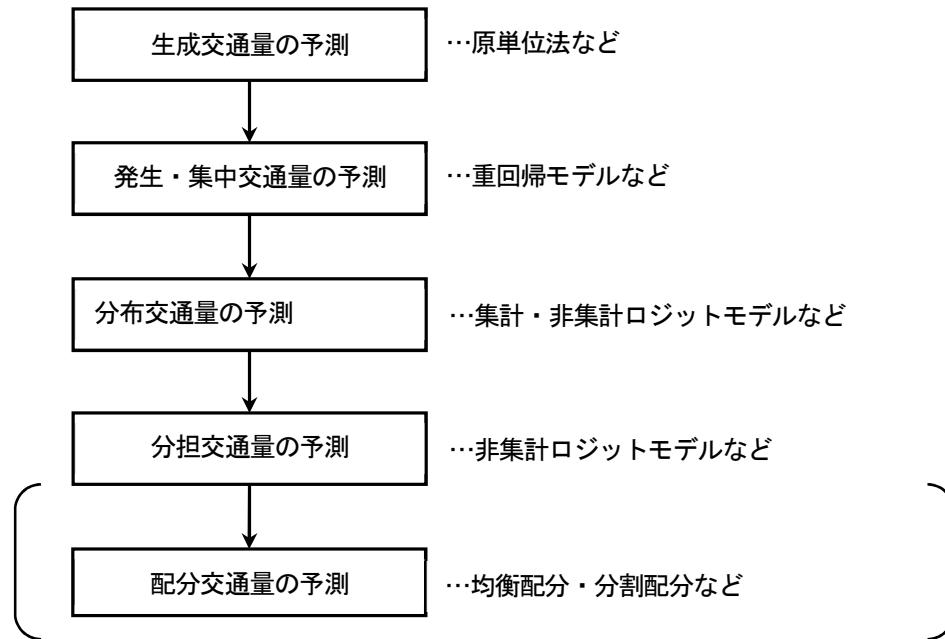 生成交通量の予測 …原単位法など
発生・集中交通量の予測 …重回帰モデルなど
分布交通量の予測 …集計・非集計ロジットモデルなど
分担交通量の予測 …非集計ロジットモデルなど
配分交通量の予測 …均衡配分・分割配分など